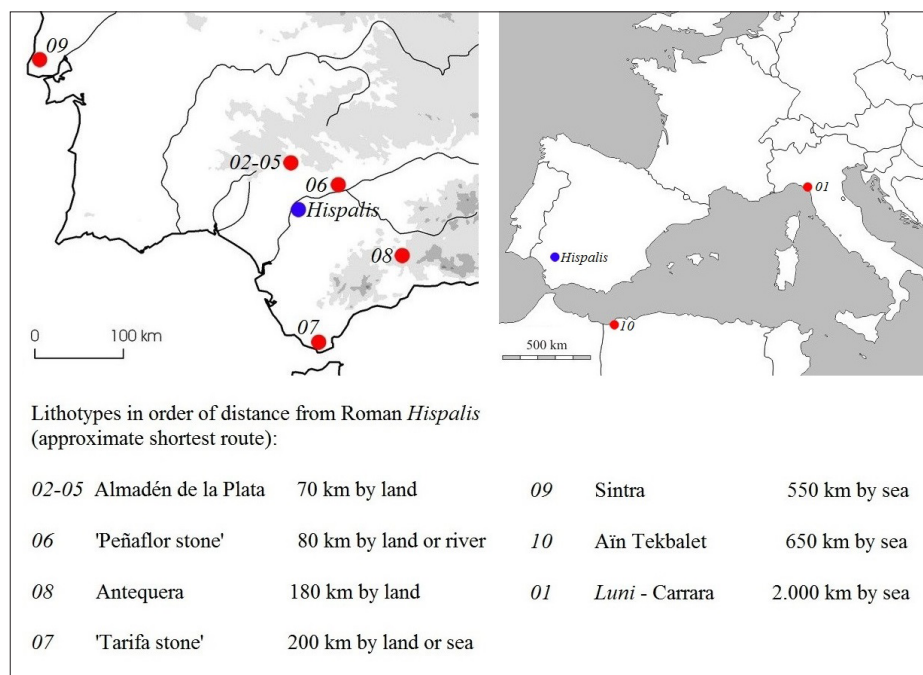 09
02-05
06
Hispalis
08
0 100 km
07
01
Hispalis
10
500 km
Lithotypes in order of distance from Roman Hispalis
(approximate shortest route):
02-05 Almadén de la Plata 70 km by land
06 'Peñaflor stone' 80 km by land or river
08 Antequera 180 km by land
07 'Tarifa stone' 200 km by land or sea
09 Sintra 550 km by sea
10 Aïn Tekbalet 650 km by sea
01 Luni - Carrara 2.000 km by sea